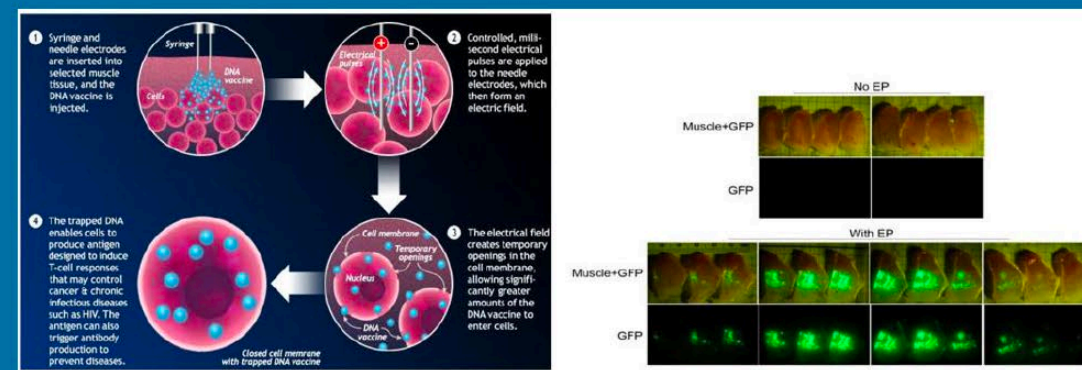 1 Syringe and
needle electrodes
are inserted into
selected muscle
tissue, and the
DNA vaccine is
injected.
Syringe
DNA
vaccine
Cells
Electrical
pulses
+
-
2 Controlled, milli-
second electrical
pulses are applied
to the needle
electrodes, which
then form an
electric field.
4 The trapped DNA
enables cells to
produce antigen
designed to induce
T-cell responses
that may control
cancer & chronic
infectious diseases
such as HIV. The
antigen can also
trigger antibody
production to
prevent diseases.
Closed cell memrane
with trapped DNA vaccine
Cell membrane
Temporary
openings
Nucleus
DNA
vaccine
3 The electrical field
creates temporary
openings in the
cell membrane,
allowing signifi-
cantly greater
amounts of the
DNA vaccine to
enter cells.
No EP
Muscle+GFP
GFP
With EP
Muscle+GFP
GFP